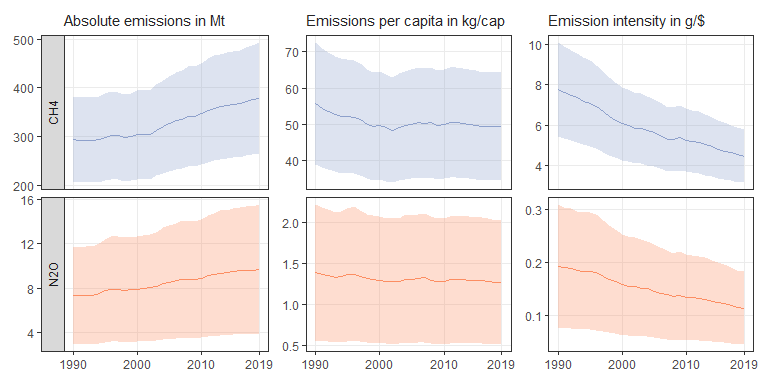 Absolute emissions in Mt
Emissions per capita in kg/cap
Emission intensity in g/$
CH4
500
400
300
200
70
60
50
40
10
8
6
4
N2O
16
12
8
4
2.0
1.5
1.0
0.5
0.3
0.2
0.1
1990 2000 2010 2019
1990 2000 2010 2019
1990 2000 2010 2019